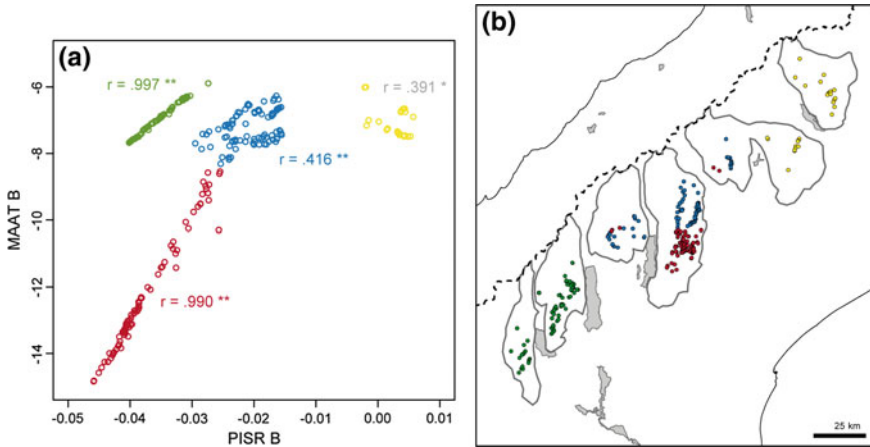 (a)
r = .997 **
r = .391 *
r = .416 **
r = .990 **
MAAT B
-6
-8
-10
-12
-14
-0.05 -0.04 -0.03 -0.02 -0.01 0.00 0.01
PISR B
(b)
25 km